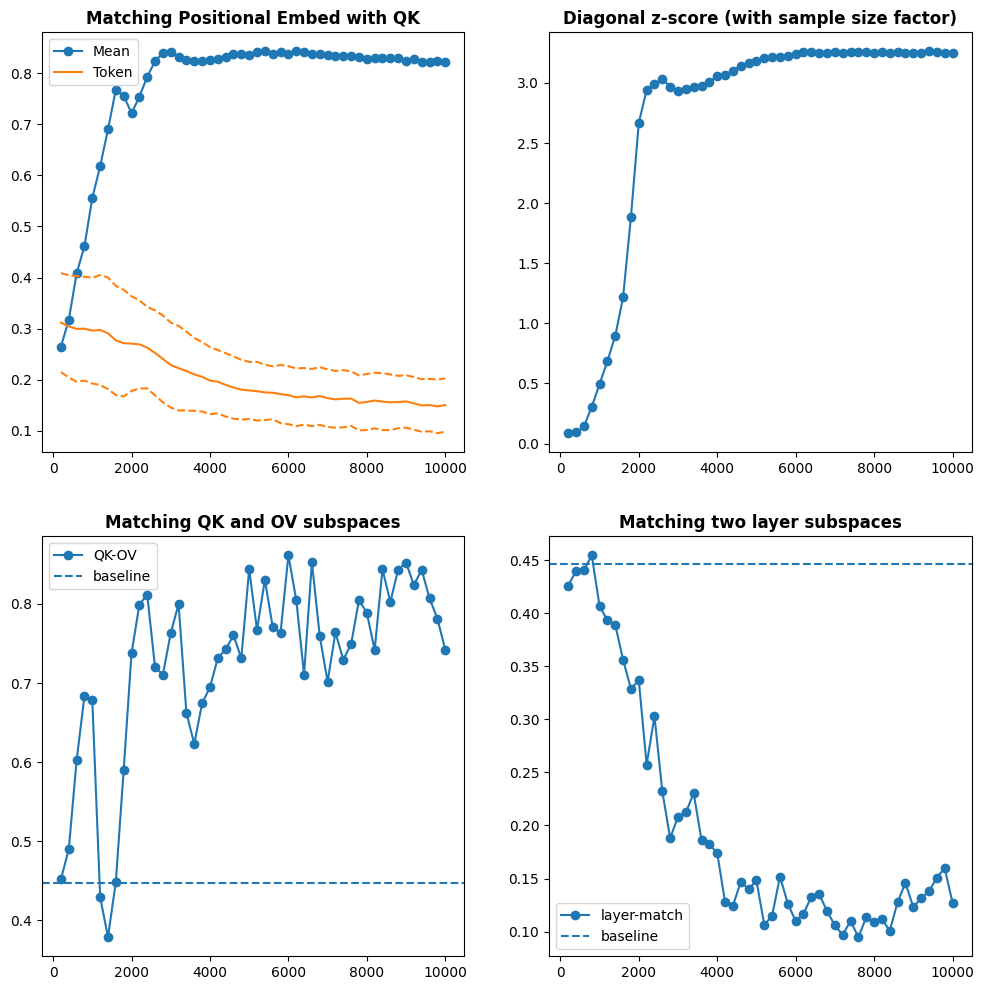 Matching Positional Embed with QK
Mean
Token
0.8
0.7
0.6
0.5
0.4
0.3
0.2
0.1
0 2000 4000 6000 8000 10000
Diagonal z-score (with sample size factor)
3.0
2.5
2.0
1.5
1.0
0.5
0.0
0 2000 4000 6000 8000 10000
Matching QK and OV subspaces
QK-OV
baseline
0.8
0.7
0.6
0.5
0.4
0 2000 4000 6000 8000 10000
Matching two layer subspaces
0.45
0.40
0.35
0.30
0.25
0.20
0.15
0.10
layer-match
baseline
0 2000 4000 6000 8000 10000